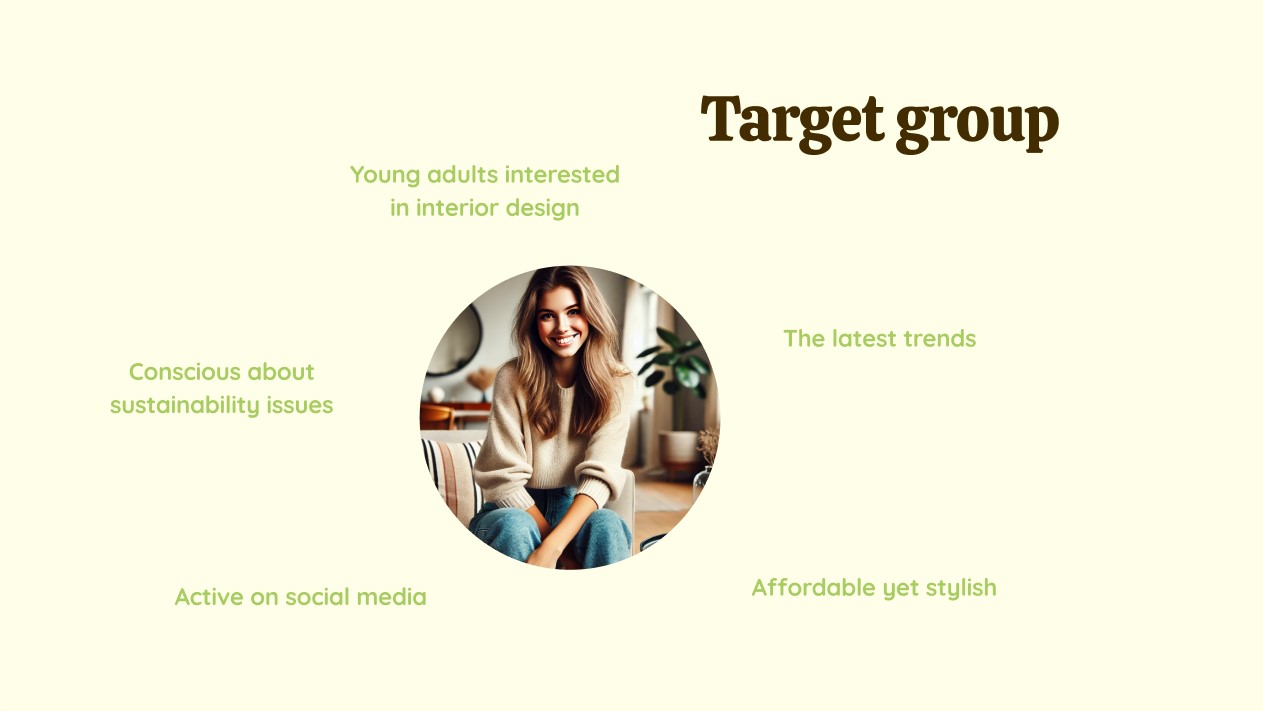 Target group
Young adults interested
in interior design
The latest trends
Conscious about
sustainability issues
Affordable yet stylish
Active on social media